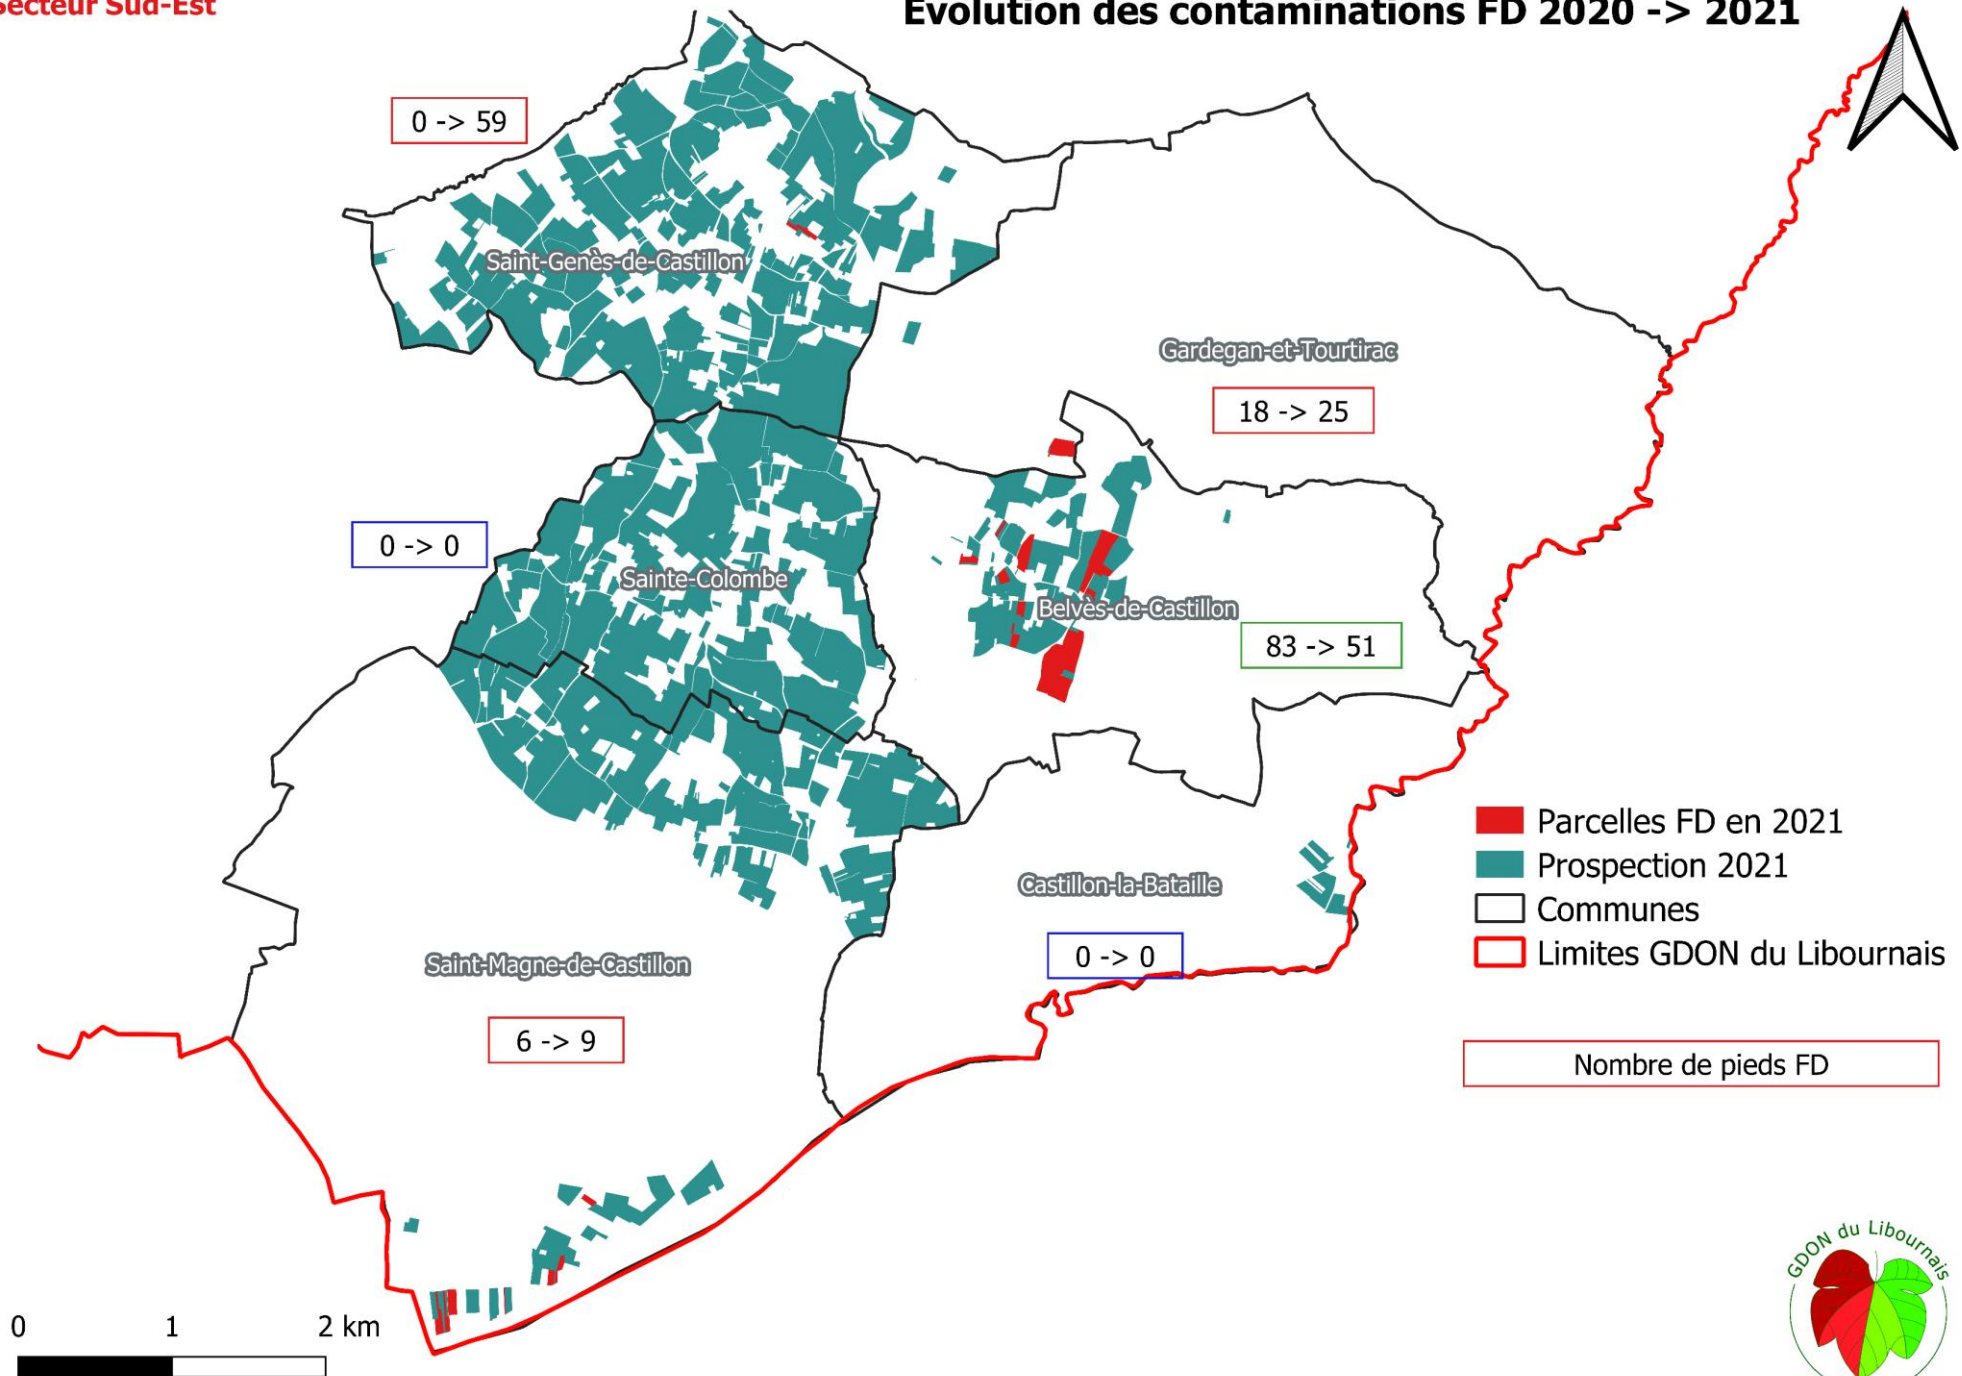 Secteur Sud-Est
Evolution des contaminations FD 2020 -> 2021
0 -> 59
Saint-Genès-de-Castillon
Gardegan-et-Tourtirac
18 -> 25
0 -> 0
Sainte-Colombe
Belvès-de-Castillon
83 -> 51
Parcelles FD en 2021
Prospection 2021
Communes
Limites GDON du Libournais
Castillon-la-Bataille
0 -> 0
Saint-Magne-de-Castillon
6 -> 9
Nombre de pieds FD
GDON du Libournais
0 1 2 km